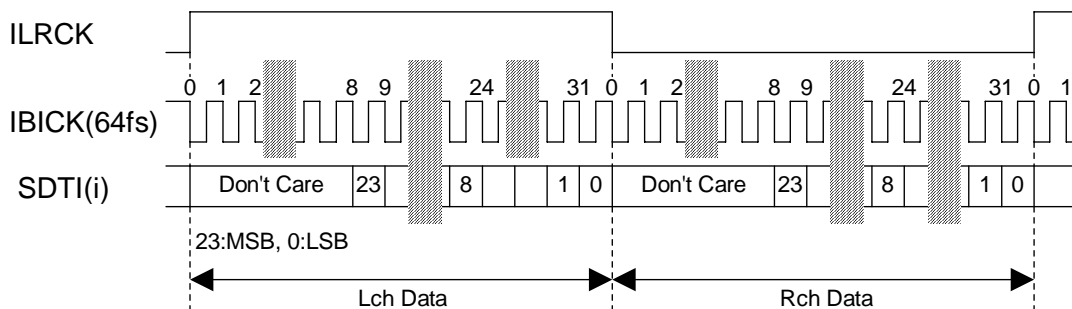 ILRCK
0 1 2 8 9 24 31 0 1 2 8 9 24 31 0 1
IBICK(64fs)
SDTI(i) Don't Care 23 8 1 0 Don't Care 23 8 1 0
23:MSB, 0:LSB
Lch Data Rch Data